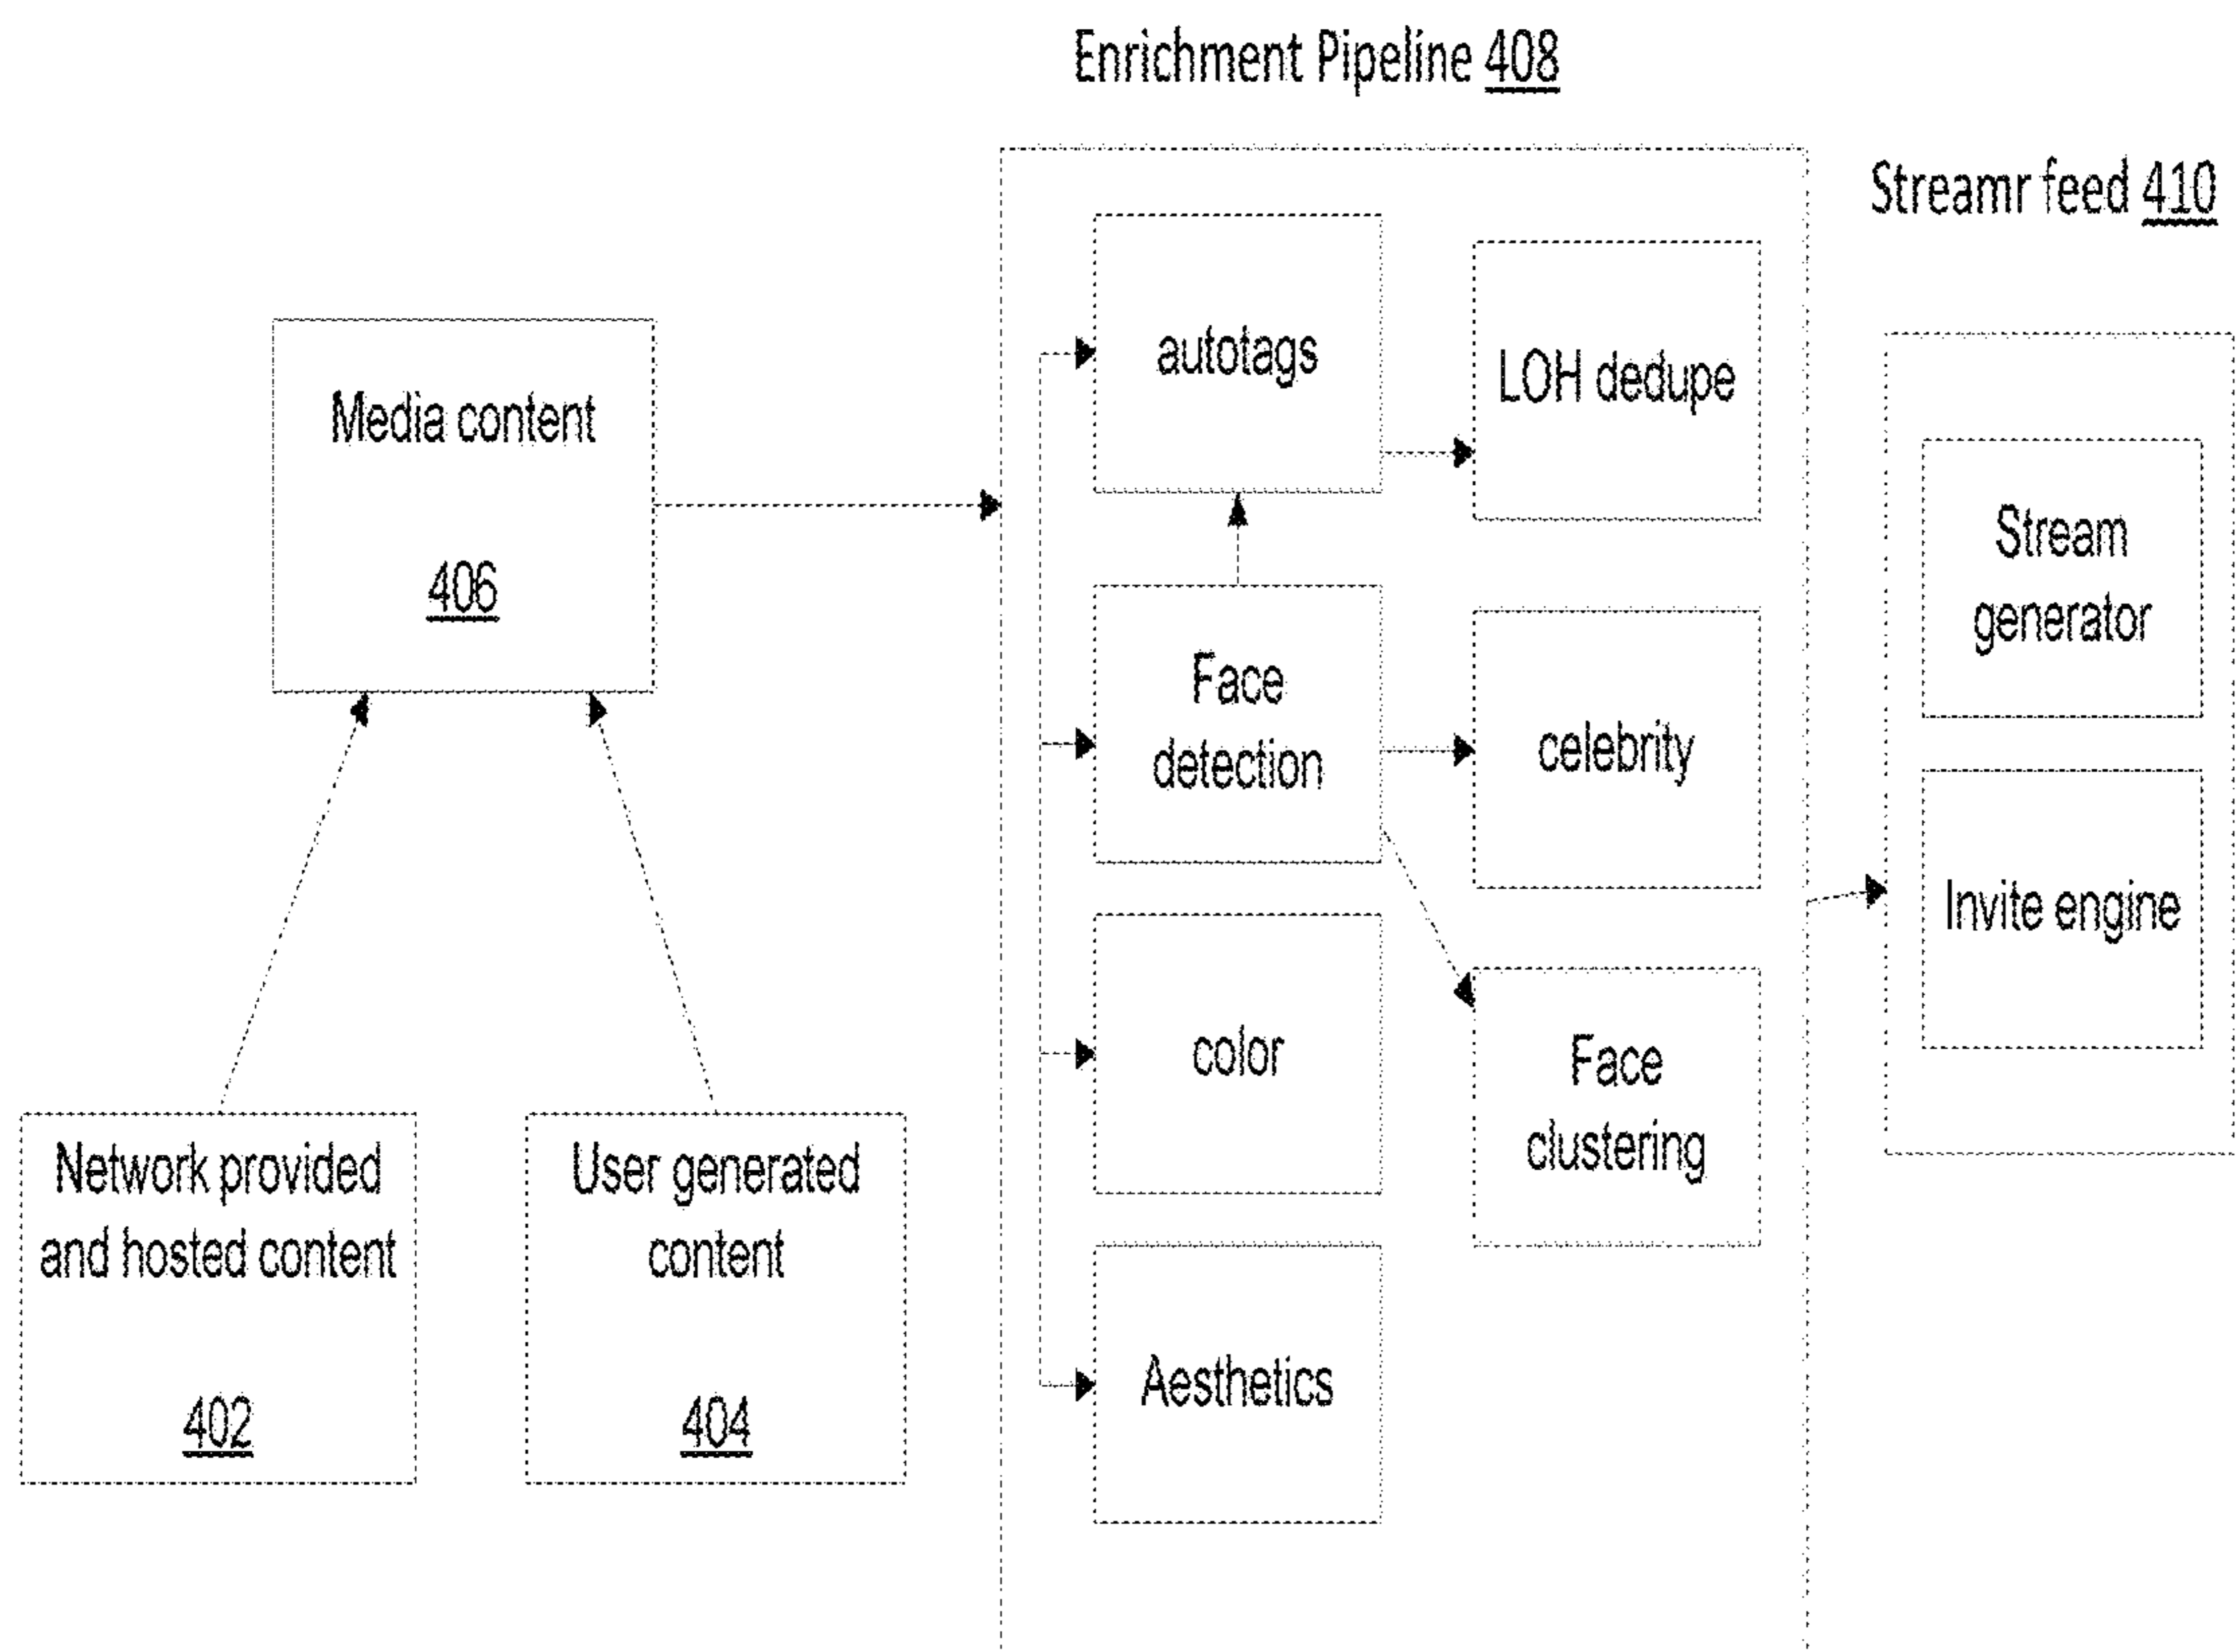 Enrichment Pipeline 408
Streamr feed 410
Media content
406
Network provided
and hosted content
402
User generated
content
404
autotags
LOH dedupe
Face
detection
celebrity
color
Face
clustering
Aesthetics
Stream
generator
Invite engine